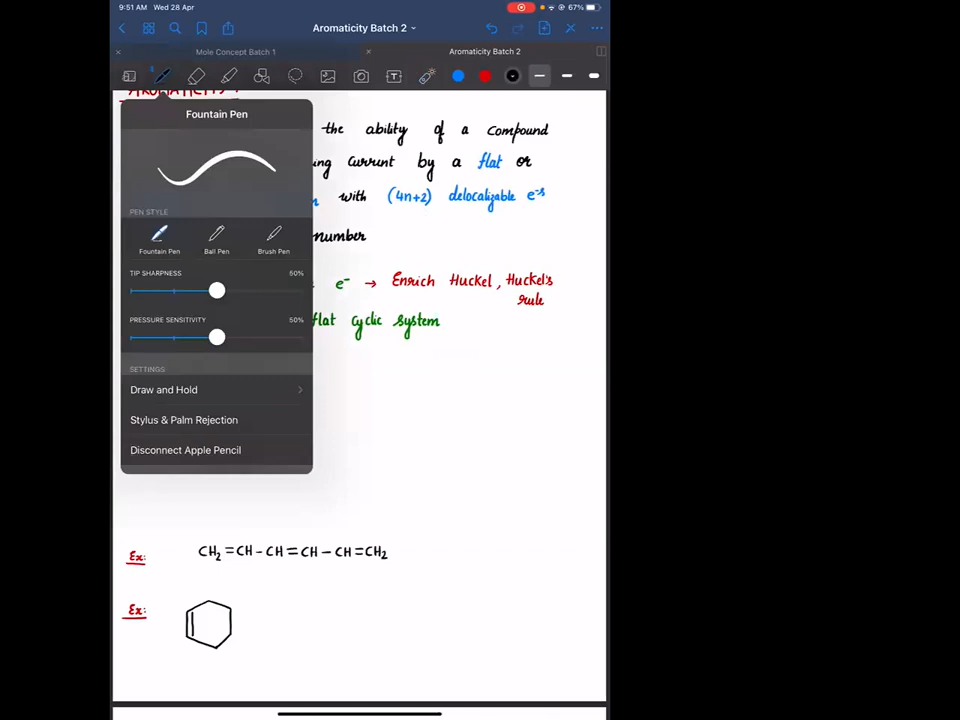 9:51 AM Wed 28 Apr
67%
Aromaticity Batch 2
Mole Concept Batch 1
Aromaticity Batch 2
Fountain Pen
PEN STYLE
Fountain Pen Ball Pen Brush Pen
TIP SHARPNESS 60%
PRESSURE SENSITIVITY 50%
SETTINGS
Draw and Hold
Stylus & Palm Rejection
Disconnect Apple Pencil
the ability of a compound
current by a flat or
with (4n+2) delocalizable e⁻s
number
e⁻ → Enrich Huckel, Huckel's
rule
flat cyclic system
Ex: CH₂=CH-CH=CH-CH=CH₂
Ex: